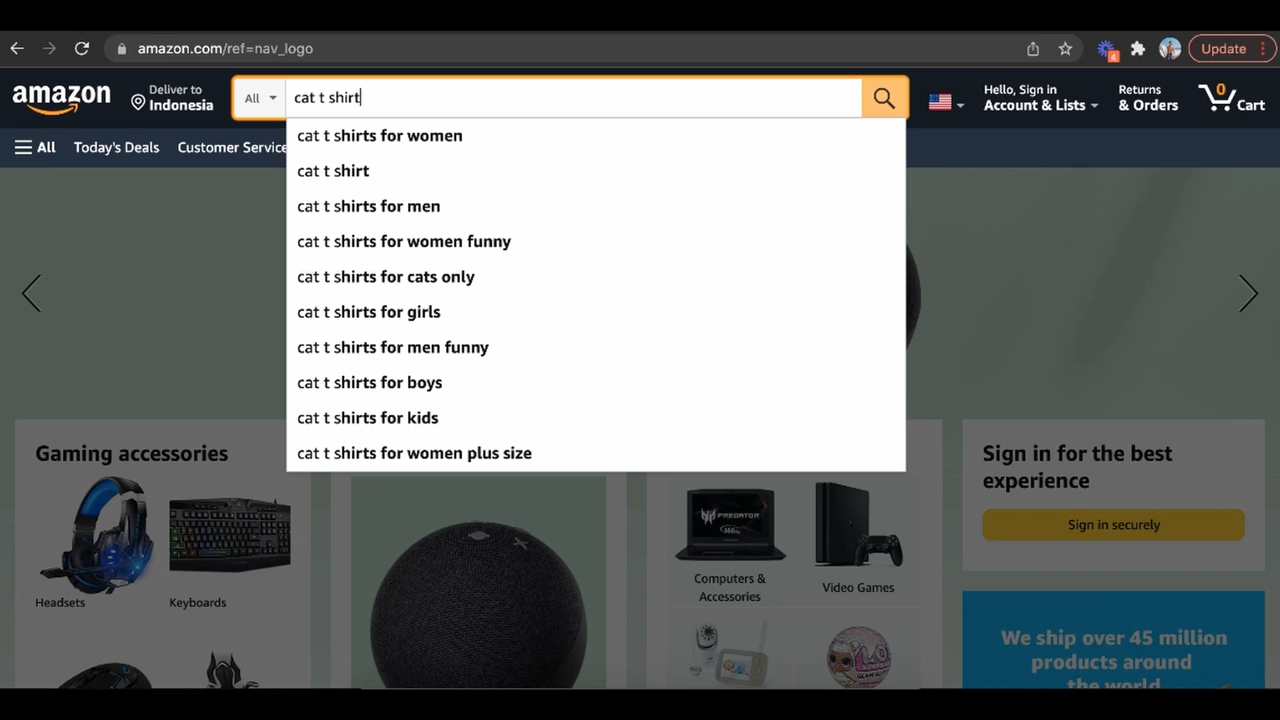 amazon.com/ref=nav_logo
4
Update
amazon
Deliver to
Indonesia
All
cat t shirt
Hello, Sign in
Account & Lists
Returns
& Orders
0
Cart
All
Today's Deals
Customer Service
cat t shirts for women
cat t shirt
cat t shirts for men
cat t shirts for women funny
cat t shirts for cats only
cat t shirts for girls
cat t shirts for men funny
cat t shirts for boys
cat t shirts for kids
cat t shirts for women plus size
Gaming accessories
Headsets
Keyboards
PREDATOR
Computers &
Accessories
Video Games
Sign in for the best
experience
Sign in securely
We ship over 45 million
products around
the world